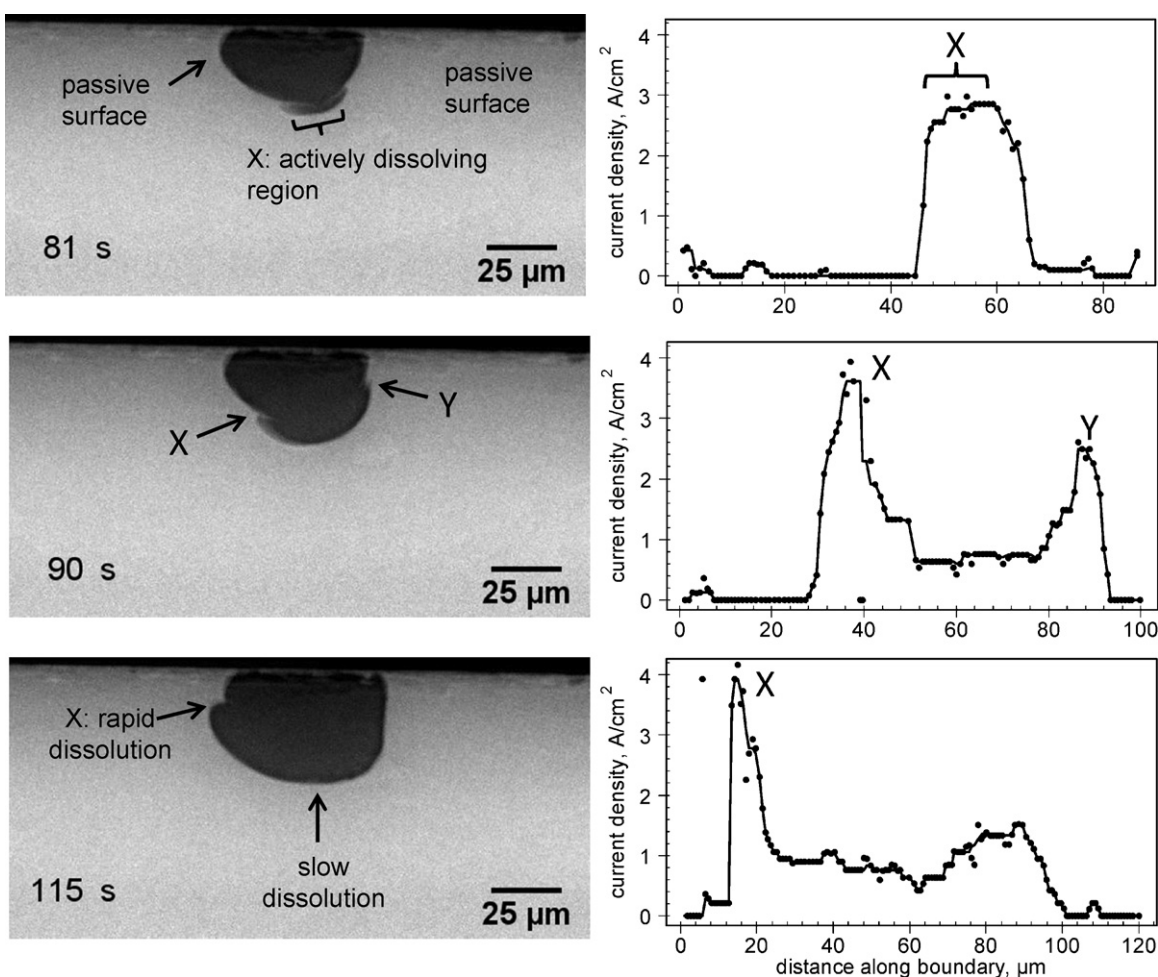 passive
surface
passive
surface
X: actively dissolving
region
81 s
25 µm
X
current density, A/cm²
4
3
2
1
0
0 20 40 60 80
X
Y
90 s
25 µm
X
Y
current density, A/cm²
4
3
2
1
0
0 20 40 60 80 100
X: rapid
dissolution
slow
dissolution
115 s
25 µm
X
current density, A/cm²
4
3
2
1
0
0 20 40 60 80 100 120
distance along boundary, µm